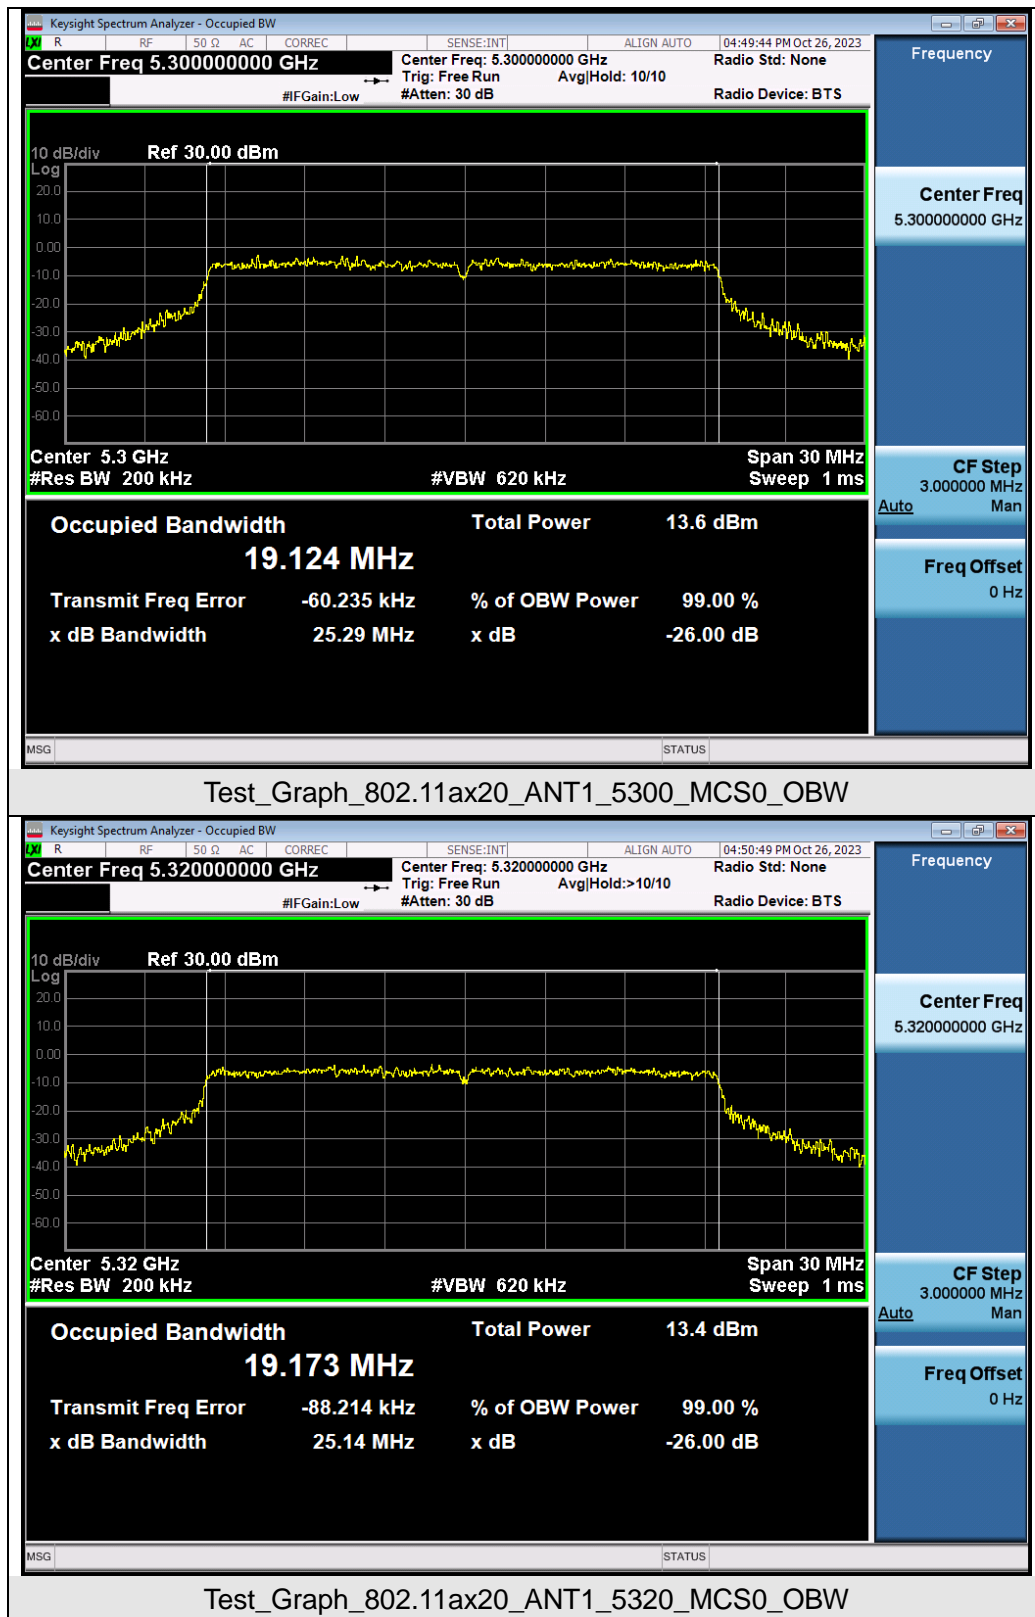 Keysight Spectrum Analyzer - Occupied BW
LXI R RF 50 Ω AC CORREC SENSE:INT ALIGN AUTO 04:49:44 PM Oct 26, 2023
Center Freq 5.300000000 GHz
Center Freq: 5.300000000 GHz Radio Std: None
Trig: Free Run Avg|Hold: 10/10
#IFGain:Low #Atten: 30 dB Radio Device: BTS
10 dB/div Ref 30.00 dBm
Log
20.0
10.0
0.00
-10.0
-20.0
-30.0
-40.0
-50.0
-60.0
Center 5.3 GHz Span 30 MHz
#Res BW 200 kHz #VBW 620 kHz Sweep 1 ms
Occupied Bandwidth Total Power 13.6 dBm
19.124 MHz
Transmit Freq Error -60.235 kHz % of OBW Power 99.00 %
x dB Bandwidth 25.29 MHz x dB -26.00 dB
MSG STATUS
Frequency
Center Freq
5.300000000 GHz
CF Step
3.000000 MHz
Auto Man
Freq Offset
0 Hz
Test_Graph_802.11ax20_ANT1_5300_MCS0_OBW
Keysight Spectrum Analyzer - Occupied BW
LXI R RF 50 Ω AC CORREC SENSE:INT ALIGN AUTO 04:50:49 PM Oct 26, 2023
Center Freq 5.320000000 GHz
Center Freq: 5.320000000 GHz Radio Std: None
Trig: Free Run Avg|Hold:>10/10
#IFGain:Low #Atten: 30 dB Radio Device: BTS
10 dB/div Ref 30.00 dBm
Log
20.0
10.0
0.00
-10.0
-20.0
-30.0
-40.0
-50.0
-60.0
Center 5.32 GHz Span 30 MHz
#Res BW 200 kHz #VBW 620 kHz Sweep 1 ms
Occupied Bandwidth Total Power 13.4 dBm
19.173 MHz
Transmit Freq Error -88.214 kHz % of OBW Power 99.00 %
x dB Bandwidth 25.14 MHz x dB -26.00 dB
MSG STATUS
Frequency
Center Freq
5.320000000 GHz
CF Step
3.000000 MHz
Auto Man
Freq Offset
0 Hz
Test_Graph_802.11ax20_ANT1_5320_MCS0_OBW